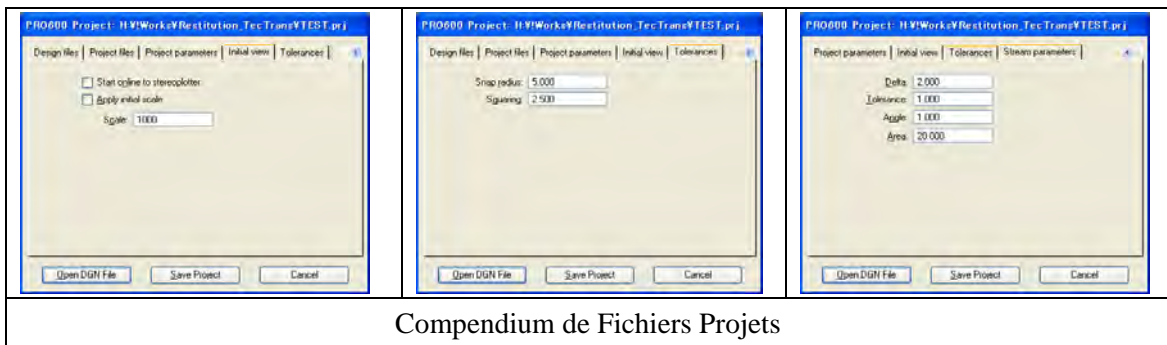 PRO600 Project: H:¥!Works¥Restitution_TecTrans¥TEST.prj
Design files | Project files | Project parameters | Initial view | Tolerances
Start online to stereoplotter
Apply initial scale
Scale: 1000
Open DGN File
Save Project
Cancel
PRO600 Project: H:¥!Works¥Restitution_TecTrans¥TEST.prj
Design files | Project files | Project parameters | Initial view | Tolerances
Snap radius: 5.000
Squaring: 2.500
Open DGN File
Save Project
Cancel
PRO600 Project: H:¥!Works¥Restitution_TecTrans¥TEST.prj
Project parameters | Initial view | Tolerances | Stream parameters
Delta: 2.000
Tolerance: 1.000
Angle: 1.000
Area: 20.000
Open DGN File
Save Project
Cancel
Compendium de Fichiers Projets